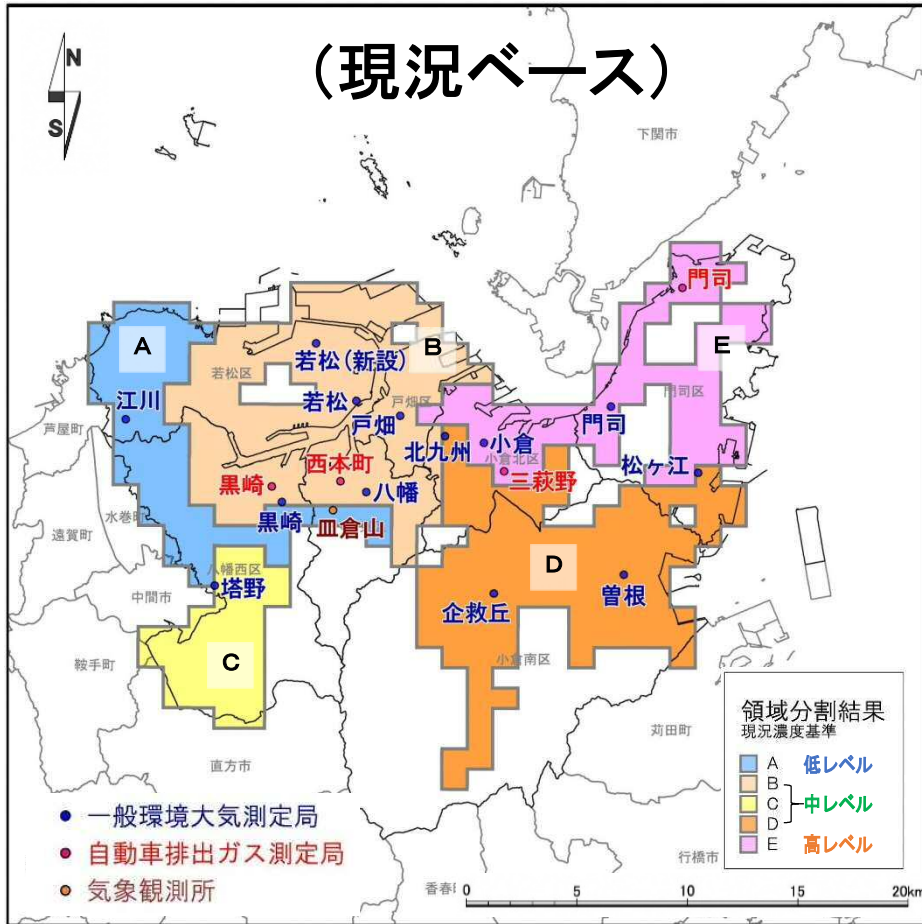 (現況ベース)
N
S
下関市
門司
A
B
E
若松(新設)
若松区
江川
若松
戸畑区
戸畑
門司区
門司
芦屋町
北九州
小倉
小倉北区
西本町
三萩野
松ヶ江
黒崎
八幡
水巻町
黒崎
皿倉山
遠賀町
八幡西区
塔野
D
中間市
企救丘
曽根
C
鞍手町
小倉南区
領域分割結果
現況濃度基準
苅田町
直方市
A 低レベル
B
C 中レベル
D
E 高レベル
一般環境大気測定局
自動車排出ガス測定局
気象観測所
行橋市
香春町
0 5 10 15 20km